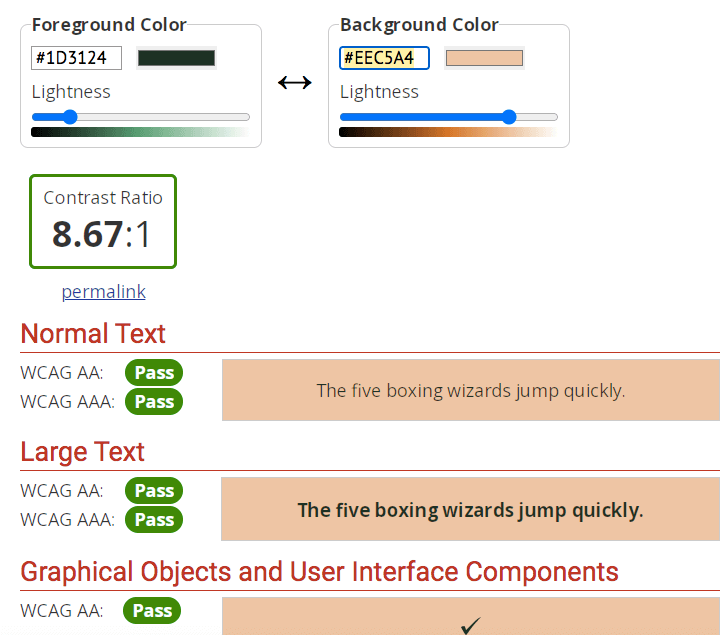 Foreground Color
#1D3124
Lightness
Background Color
#EEC5A4
Lightness
Contrast Ratio
8.67:1
permalink
Normal Text
WCAG AA: Pass
WCAG AAA: Pass
The five boxing wizards jump quickly.
Large Text
WCAG AA: Pass
WCAG AAA: Pass
The five boxing wizards jump quickly.
Graphical Objects and User Interface Components
WCAG AA: Pass